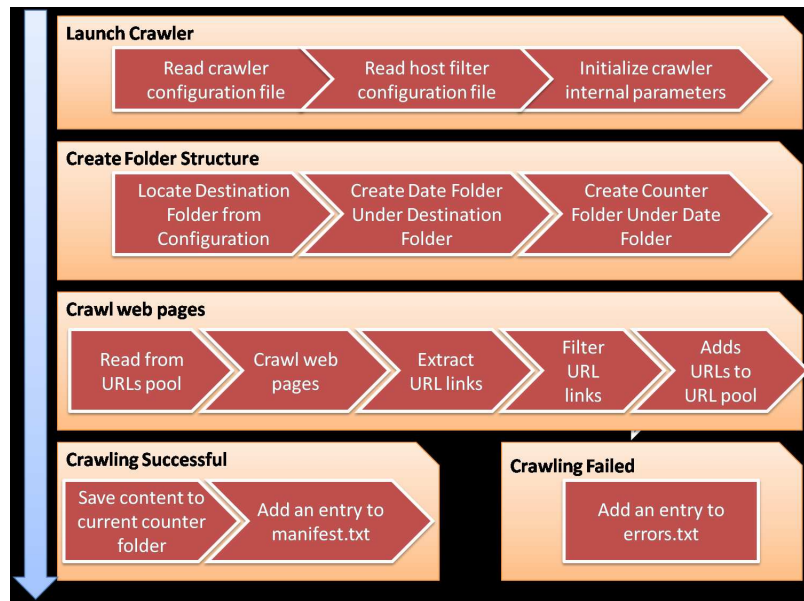 Launch Crawler
Read crawler
configuration file
Read host filter
configuration file
Initialize crawler
internal parameters
Create Folder Structure
Locate Destination
Folder from
Configuration
Create Date Folder
Under Destination
Folder
Create Counter
Folder Under Date
Folder
Crawl web pages
Read from
URLs pool
Crawl web
pages
Extract
URL links
Filter
URL
links
Adds
URLs to
URL pool
Crawling Successful
Save content to
current counter
folder
Add an entry to
manifest.txt
Crawling Failed
Add an entry to
errors.txt